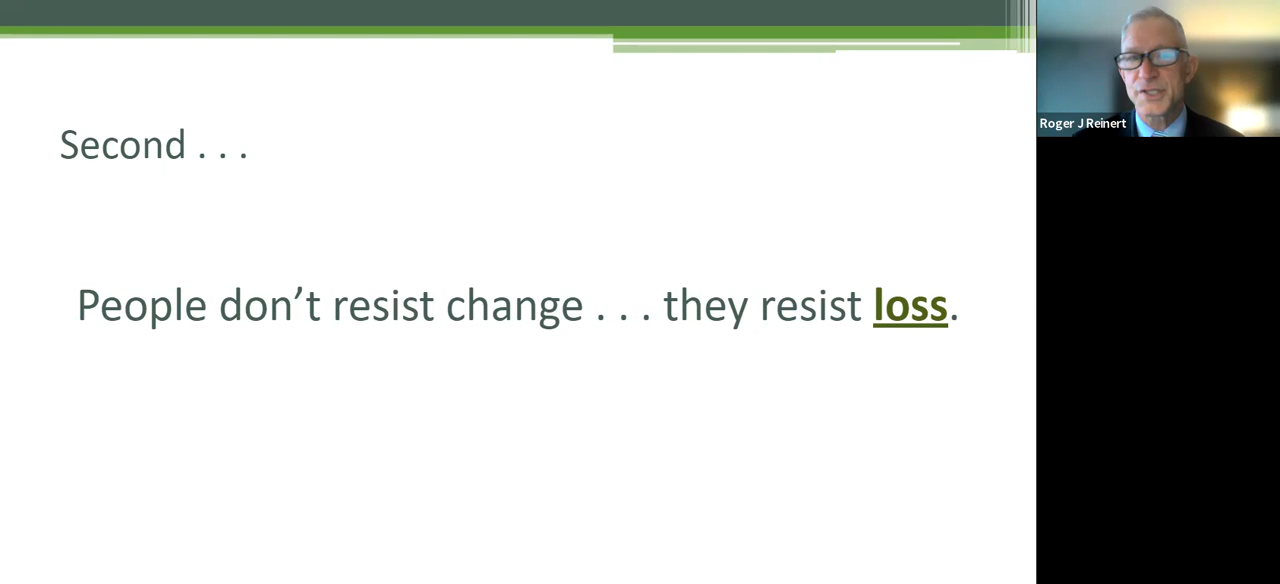 Second . . .
People don’t resist change . . . they resist loss.
Roger J Reinert